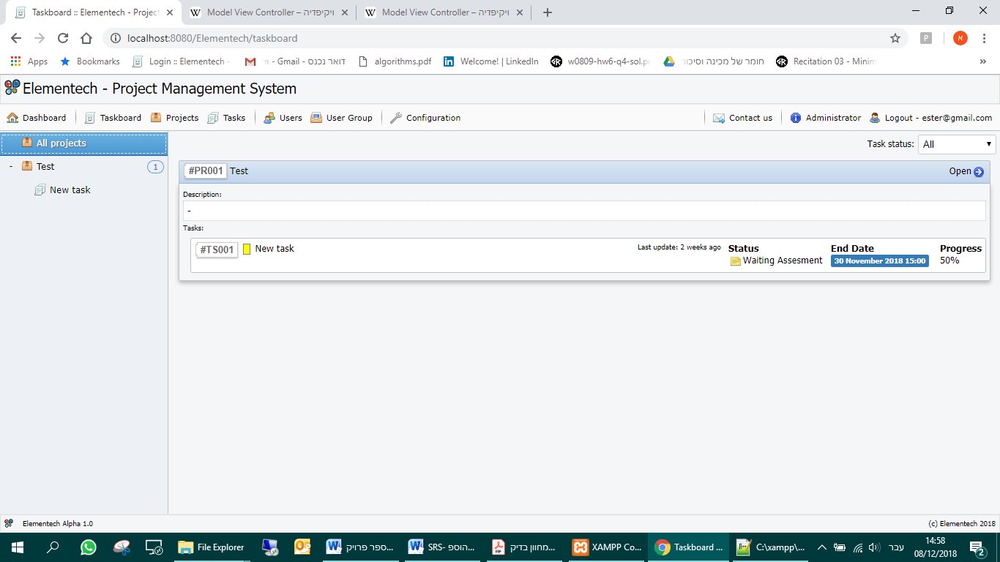 Taskboard :: Elementech - Project
Model View Controller – ויקיפדיה
Model View Controller – ויקיפדיה
localhost:8080/Elementech/taskboard
P
א
Apps
Bookmarks
Login :: Elementech -
דואר נכנס - Gmail - m
algorithms.pdf
Welcome! | LinkedIn
w0809-hw6-q4-sol.pd
חומר של מכינה וסיכומ
Recitation 03 - Minim
»
Elementech - Project Management System
Dashboard
Taskboard
Projects
Tasks
Users
User Group
Configuration
Contact us
Administrator
Logout - ester@gmail.com
All projects
Task status: All
- Test 1
New task
#PR001 Test
Open
Description:
-
Tasks:
#TS001 New task
Last update: 2 weeks ago
Status
Waiting Assesment
End Date
30 November 2018 15:00
Progress
50%
Elementech Alpha 1.0
(c) Elementech 2018
File Explorer
ספר פרויק...
SRS- הוספ...
מחוון בדיק...
XAMPP Co...
Taskboard ...
C:\xampp\...
עבר
14:58
08/12/2018
2